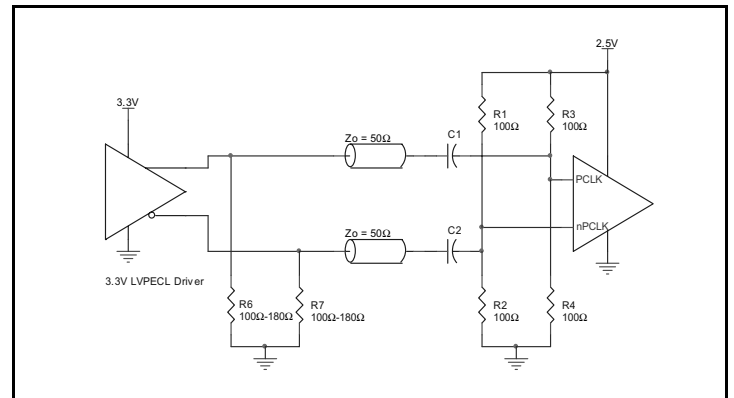 2.5V
3.3V
R1
100Ω
R3
100Ω
Zo = 50Ω
C1
PCLK
Zo = 50Ω
C2
nPCLK
3.3V LVPECL Driver
R6
100Ω-180Ω
R7
100Ω-180Ω
R2
100Ω
R4
100Ω